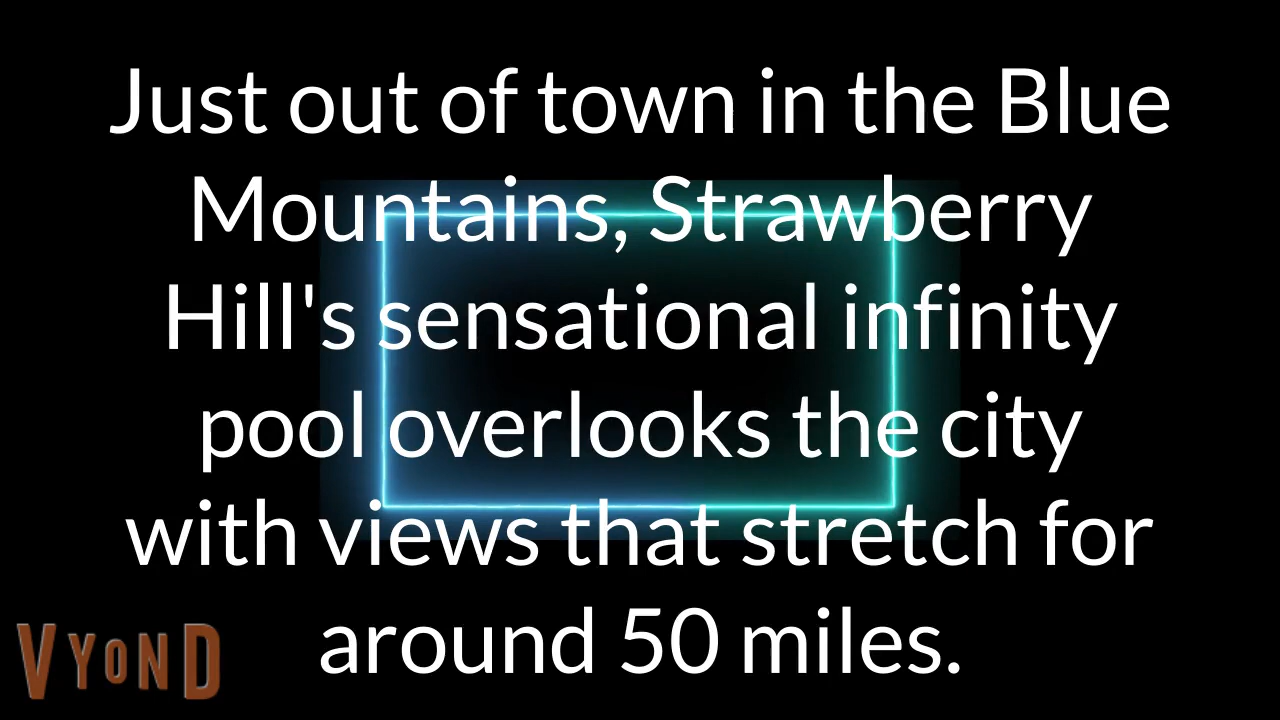 Just out of town in the Blue
Mountains, Strawberry
Hill's sensational infinity
pool overlooks the city
with views that stretch for
around 50 miles.
VYOND